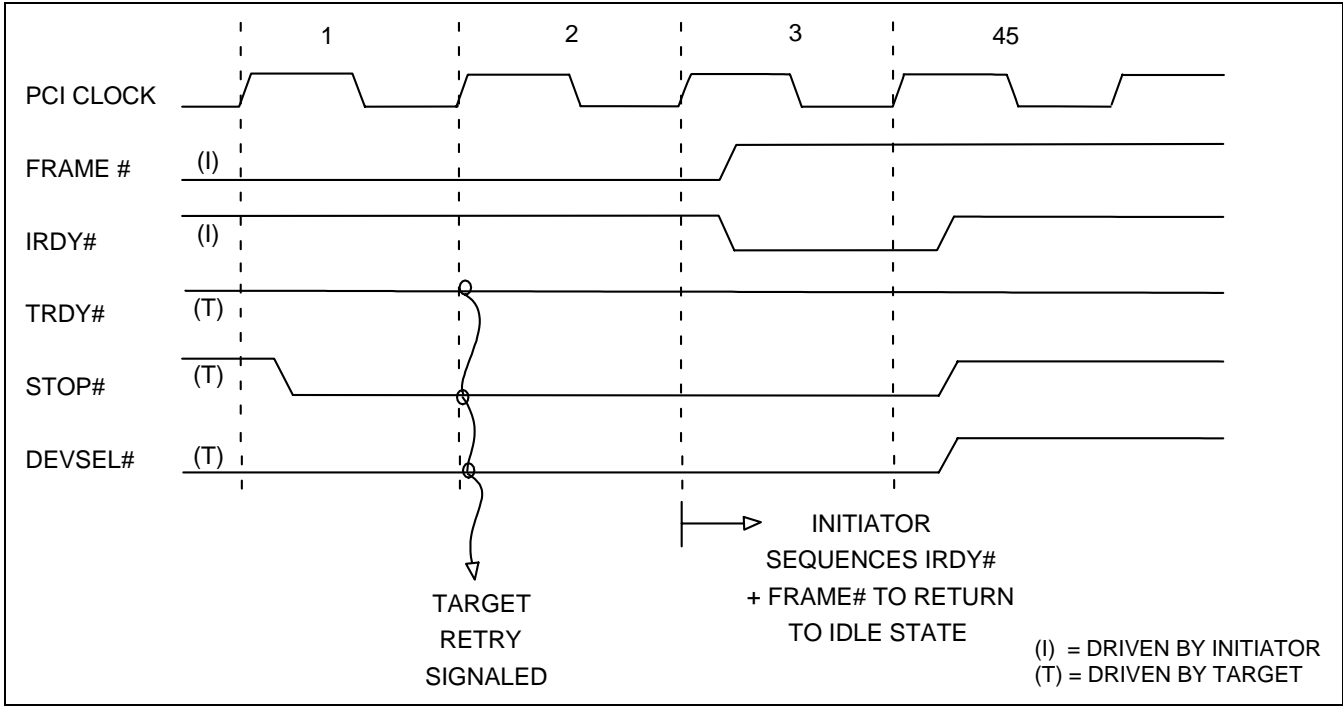 1 2 3 45
PCI CLOCK
FRAME # (I)
IRDY# (I)
TRDY# (T)
STOP# (T)
DEVSEL# (T)
TARGET
RETRY
SIGNALED
INITIATOR
SEQUENCES IRDY#
+ FRAME# TO RETURN
TO IDLE STATE
(I) = DRIVEN BY INITIATOR
(T) = DRIVEN BY TARGET